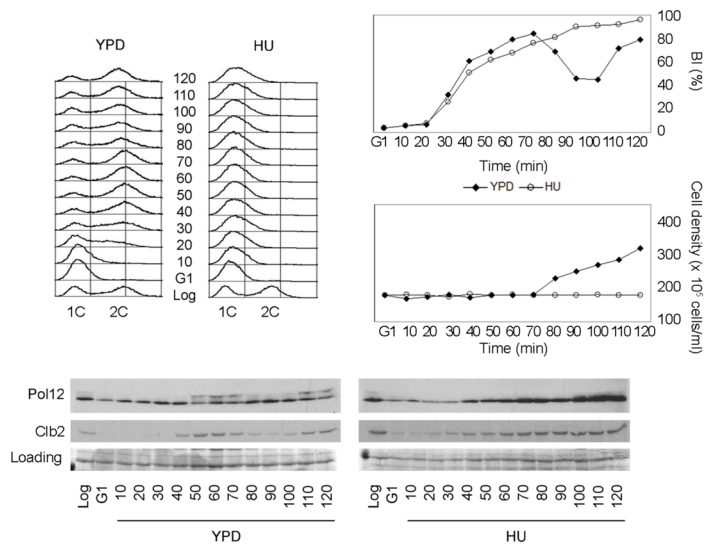 YPD
HU
120
110
100
90
80
70
60
50
40
30
20
10
G1
Log
1C 2C
1C 2C
100
80
60
40
20
0
BI (%)
G1 10 20 30 40 50 60 70 80 90 100 110 120
Time (min)
YPD HU
400
300
200
100
Cell density (x 10⁵ cells/ml)
G1 10 20 30 40 50 60 70 80 90 100 110 120
Time (min)
Pol12
Clb2
Loading
Log G1 10 20 30 40 50 60 70 80 90 100 110 120
YPD
Log G1 10 20 30 40 50 60 70 80 90 100 110 120
HU